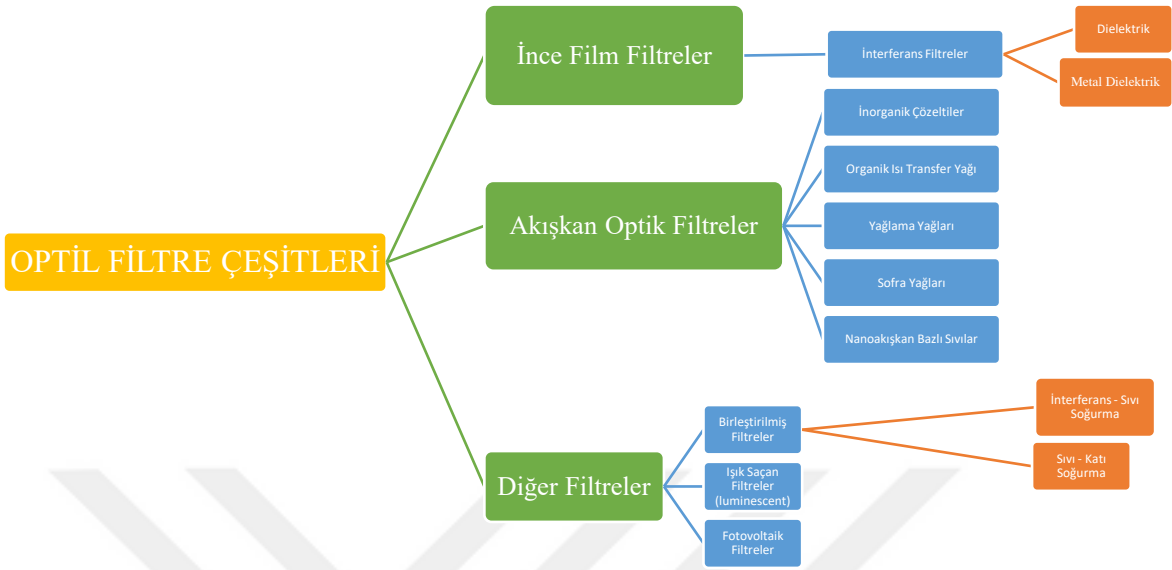 OPTİL FİLTRE ÇEŞİTLERİ
İnce Film Filtreler
İnterferans Filtreler
Dielektrik
Metal Dielektrik
Akışkan Optik Filtreler
İnorganik Çözeltiler
Organik Isı Transfer Yağı
Yağlama Yağları
Sofra Yağları
Nanoakışkan Bazlı Sıvılar
Diğer Filtreler
Birleştirilmiş
Filtreler
İnterferans - Sıvı
Soğurma
Sıvı - Katı
Soğurma
Işık Saçan
Filtreler
(luminescent)
Fotovoltaik
Filtreler